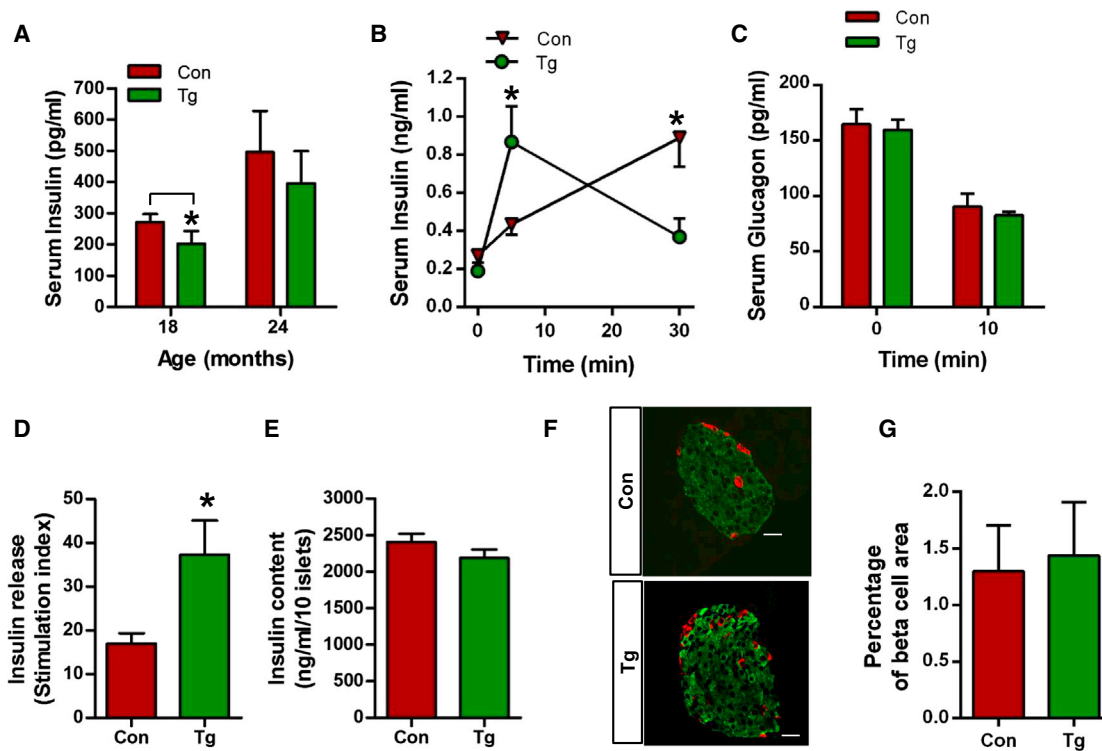 A
Con
Tg
Serum Insulin (pg/ml)
700
600
500
400
300
200
100
0
*
18
24
Age (months)
B
Con
Tg
Serum Insulin (ng/ml)
1.2
1.0
0.8
0.6
0.4
0.2
0.0
*
*
0
10
20
30
Time (min)
C
Con
Tg
Serum Glucagon (pg/ml)
200
150
100
50
0
0
10
Time (min)
D
Insulin release
(Stimulation index)
50
40
30
20
10
0
*
Con
Tg
E
Insulin content
(ng/ml/10 islets)
3000
2500
2000
1500
1000
500
0
Con
Tg
F
Con
Tg
G
Percentage
of beta cell area
2.0
1.5
1.0
0.5
0.0
Con
Tg